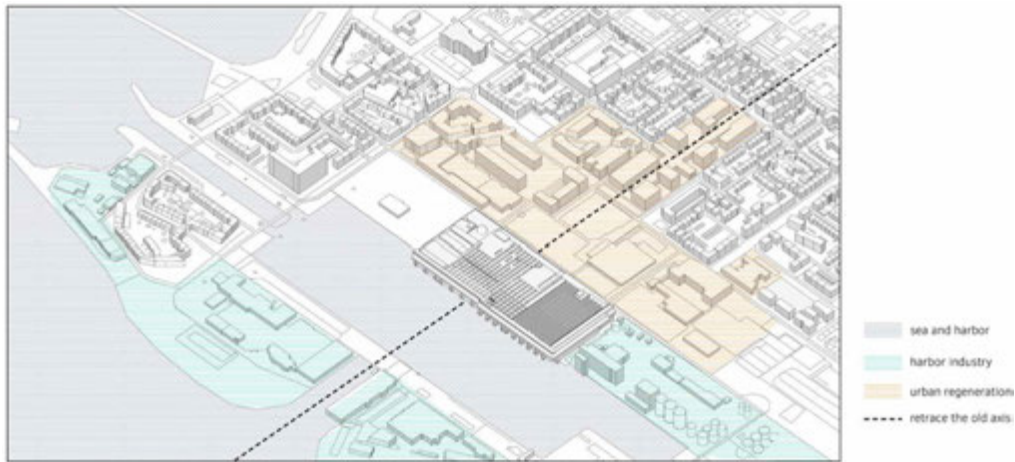 sea and harbor
harbor industry
urban regeneration
retrace the old axis